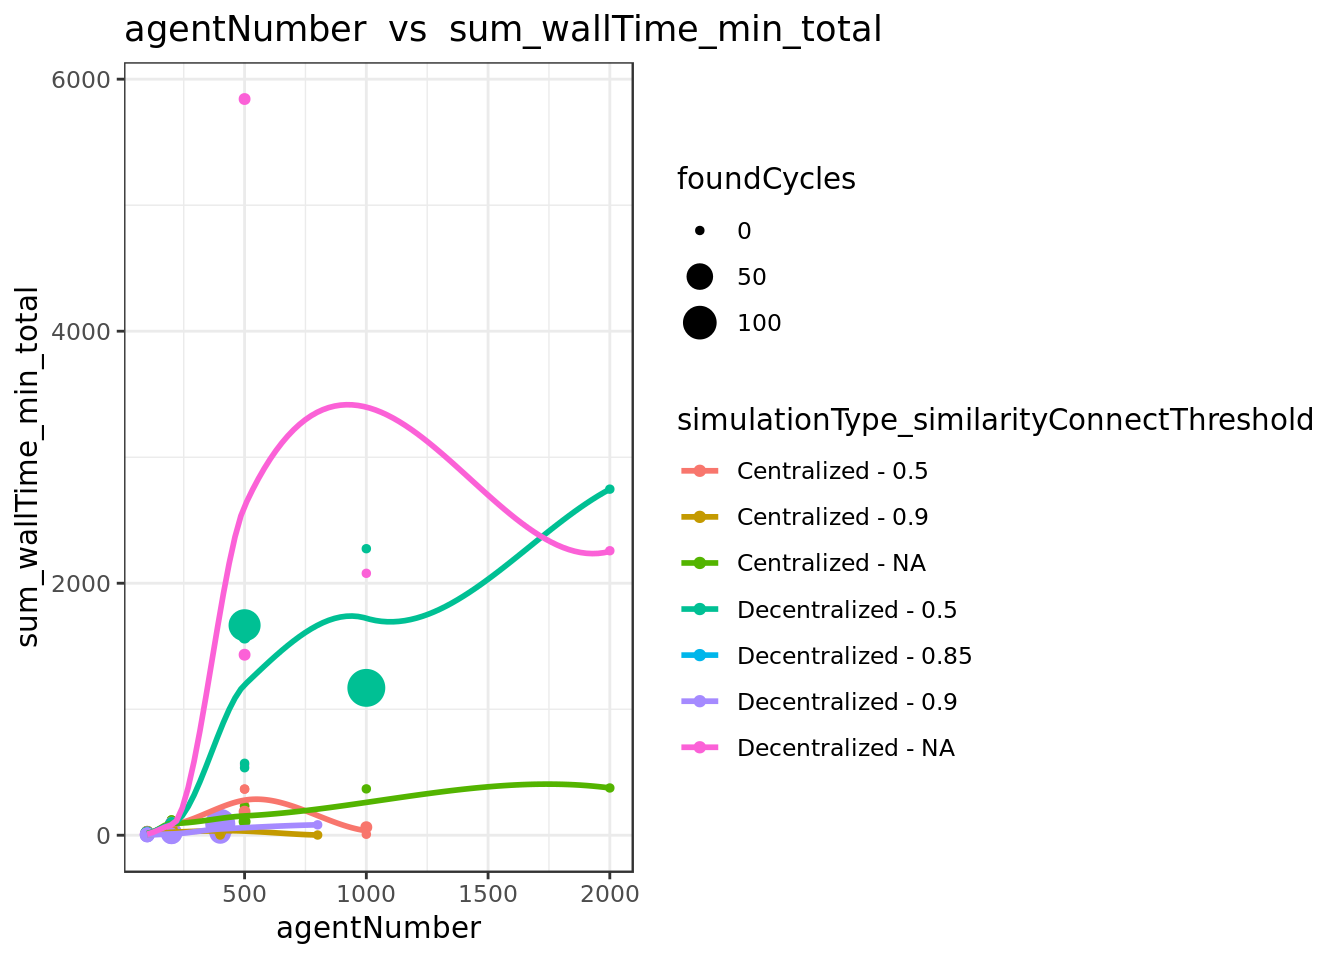 agentNumber  vs  sum_wallTime_min_total
sum_wallTime_min_total
6000
4000
2000
0
500
1000
1500
2000
agentNumber
foundCycles
0
50
100
simulationType_similarityConnectThreshold
Centralized - 0.5
Centralized - 0.9
Centralized - NA
Decentralized - 0.5
Decentralized - 0.85
Decentralized - 0.9
Decentralized - NA